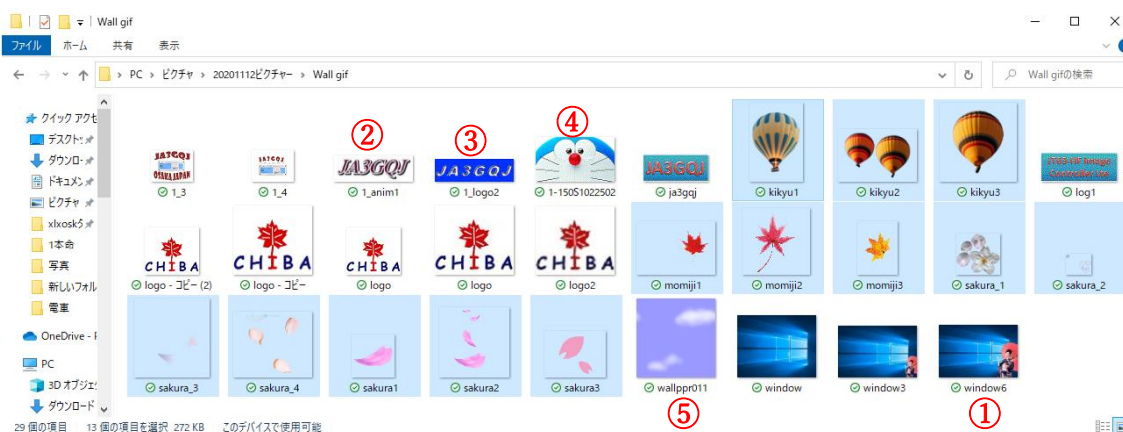 Wall gif
ファイル ホーム 共有 表示
PC › ピクチャ › 20201112ピクチャー › Wall gif
Wall gifの検索
クイック アクセ
デスクト
ダウンロ
ドキュメン
ピクチャ
xlxosk5
1本命
写真
新しいフォル
電車
OneDrive - P
PC
3D オブジェ
ダウンロード
② ③ ④
JA3GQJ OSAKA JAPAN
JA3GQJ
JA3GQJ
JA3GQJ
JA3GQJ
1_3 1_4 1_anim1 1_logo2 1-150S1022502 ja3gqj kikyu1 kikyu2 kikyu3 log1
CHIBA CHIBA CHIBA CHIBA CHIBA
logo - コピー (2) logo - コピー logo logo logo2 momiji1 momiji2 momiji3 sakura_1 sakura_2
sakura_3 sakura_4 sakura1 sakura2 sakura3 wallppr011 window window3 window6
⑤ ①
29 個の項目 13 個の項目を選択 272 KB このデバイスで使用可能